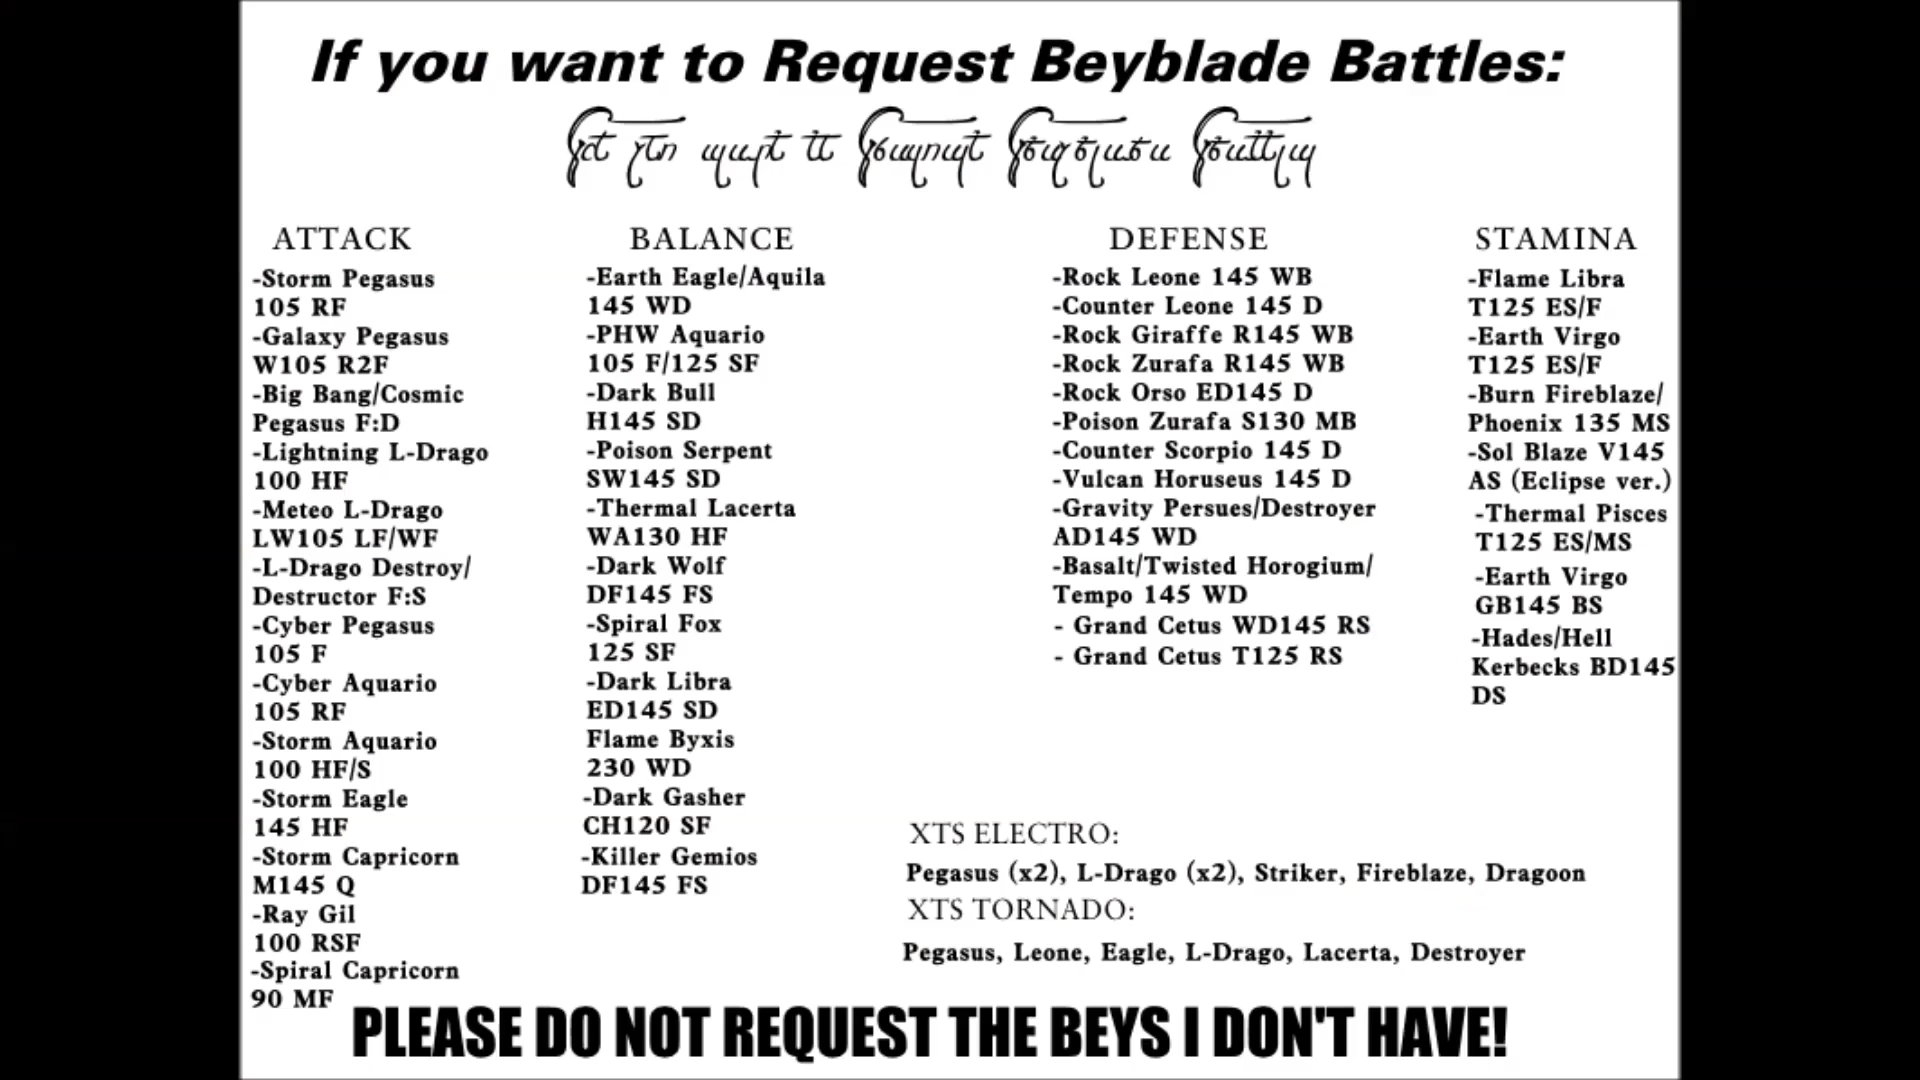 If you want to Request Beyblade Battles:
ATTACK
-Storm Pegasus
105 RF
-Galaxy Pegasus
W105 R2F
-Big Bang/Cosmic
Pegasus F:D
-Lightning L-Drago
100 HF
-Meteo L-Drago
LW105 LF/WF
-L-Drago Destroy/
Destructor F:S
-Cyber Pegasus
105 F
-Cyber Aquario
105 RF
-Storm Aquario
100 HF/S
-Storm Eagle
145 HF
-Storm Capricorn
M145 Q
-Ray Gil
100 RSF
-Spiral Capricorn
90 MF
BALANCE
-Earth Eagle/Aquila
145 WD
-PHW Aquario
105 F/125 SF
-Dark Bull
H145 SD
-Poison Serpent
SW145 SD
-Thermal Lacerta
WA130 HF
-Dark Wolf
DF145 FS
-Spiral Fox
125 SF
-Dark Libra
ED145 SD
Flame Byxis
230 WD
-Dark Gasher
CH120 SF
-Killer Gemios
DF145 FS
DEFENSE
-Rock Leone 145 WB
-Counter Leone 145 D
-Rock Giraffe R145 WB
-Rock Zurafa R145 WB
-Rock Orso ED145 D
-Poison Zurafa S130 MB
-Counter Scorpio 145 D
-Vulcan Horuseus 145 D
-Gravity Persues/Destroyer
AD145 WD
-Basalt/Twisted Horogium/
Tempo 145 WD
- Grand Cetus WD145 RS
- Grand Cetus T125 RS
STAMINA
-Flame Libra
T125 ES/F
-Earth Virgo
T125 ES/F
-Burn Fireblaze/
Phoenix 135 MS
-Sol Blaze V145
AS (Eclipse ver.)
-Thermal Pisces
T125 ES/MS
-Earth Virgo
GB145 BS
-Hades/Hell
Kerbecks BD145
DS
XTS ELECTRO:
Pegasus (x2), L-Drago (x2), Striker, Fireblaze, Dragoon
XTS TORNADO:
Pegasus, Leone, Eagle, L-Drago, Lacerta, Destroyer
PLEASE DO NOT REQUEST THE BEYS I DON'T HAVE!